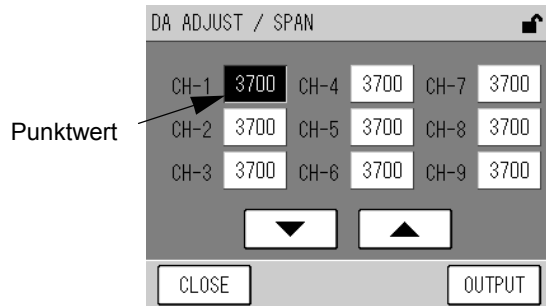 DA ADJUST / SPAN
CH-1 3700 CH-4 3700 CH-7 3700
Punktwert
CH-2 3700 CH-5 3700 CH-8 3700
CH-3 3700 CH-6 3700 CH-9 3700
CLOSE OUTPUT